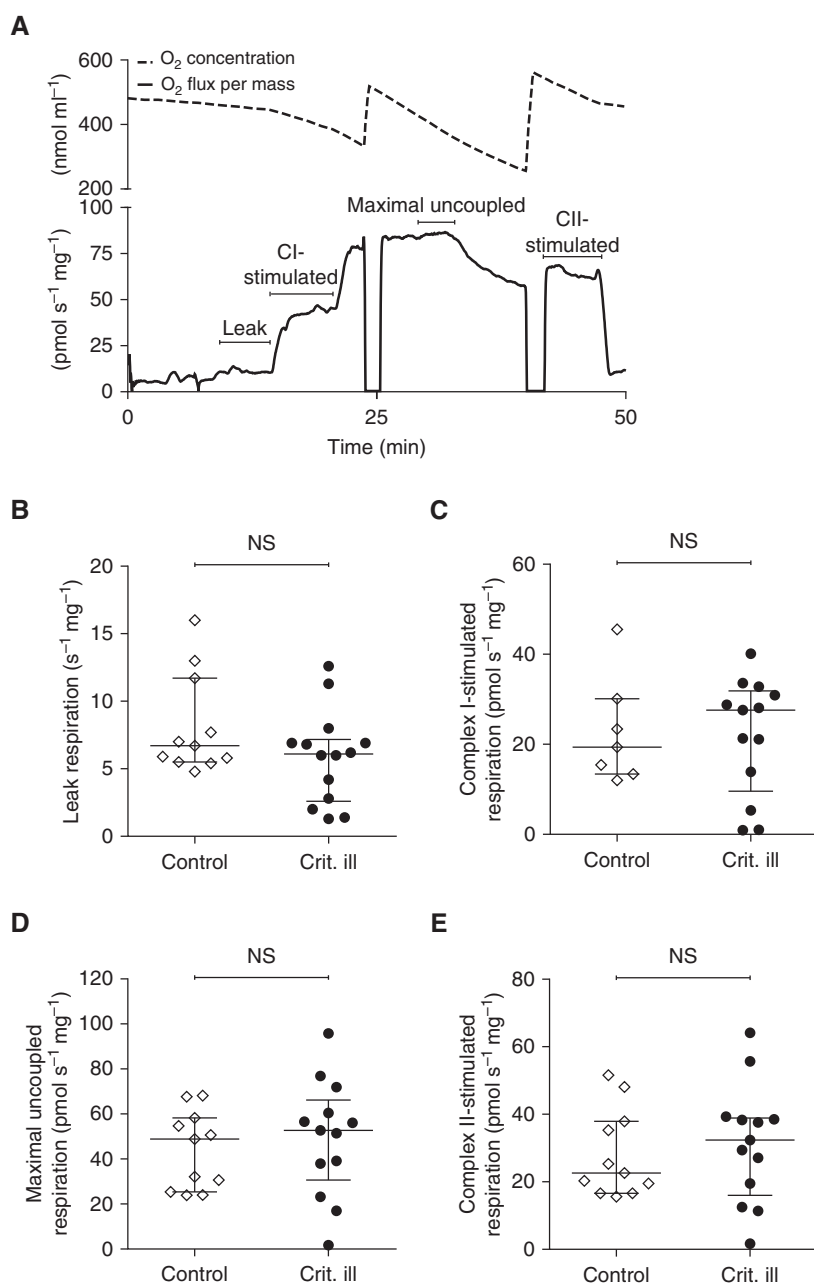 A
O₂ concentration
O₂ flux per mass
600
400
200
(nmol ml⁻¹)
100
75
50
25
0
(pmol s⁻¹ mg⁻¹)
Leak
CI-
stimulated
Maximal uncoupled
CII-
stimulated
0
25
50
Time (min)
B
NS
20
15
10
5
0
Leak respiration (s⁻¹ mg⁻¹)
Control
Crit. ill
C
NS
60
40
20
0
Complex I-stimulated
respiration (pmol s⁻¹ mg⁻¹)
Control
Crit. ill
D
NS
120
100
80
60
40
20
0
Maximal uncoupled
respiration (pmol s⁻¹ mg⁻¹)
Control
Crit. ill
E
NS
80
60
40
20
0
Complex II-stimulated
respiration (pmol s⁻¹ mg⁻¹)
Control
Crit. ill